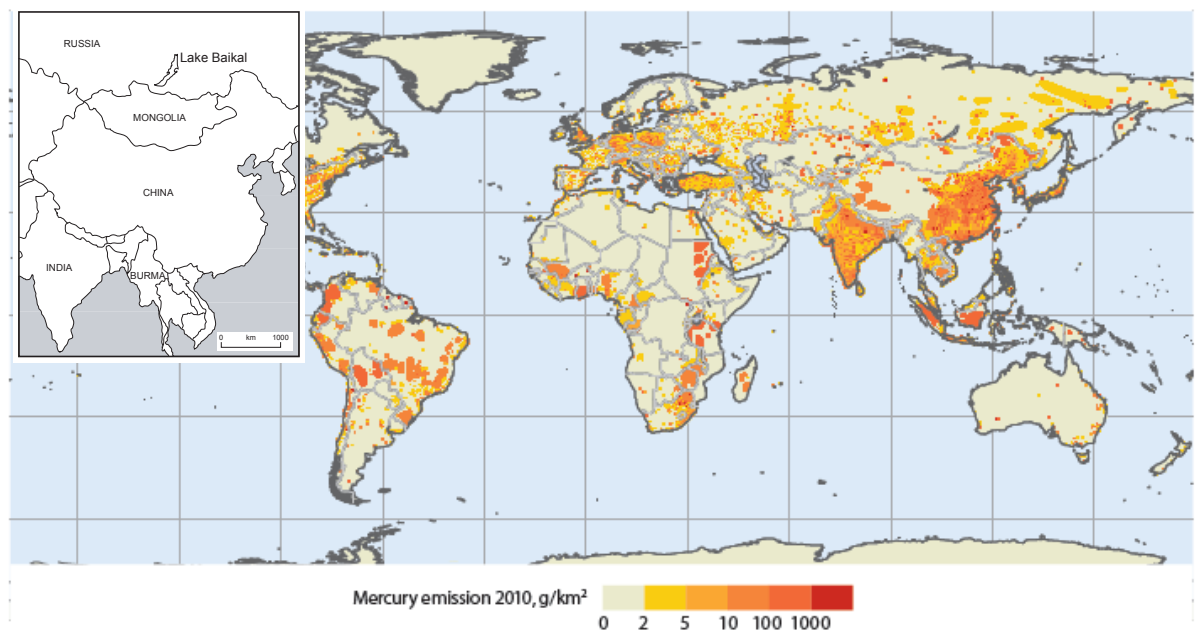 RUSSIA
Lake Baikal
MONGOLIA
CHINA
INDIA
BURMA
0 km 1000
Mercury emission 2010, g/km²
0 2 5 10 100 1000